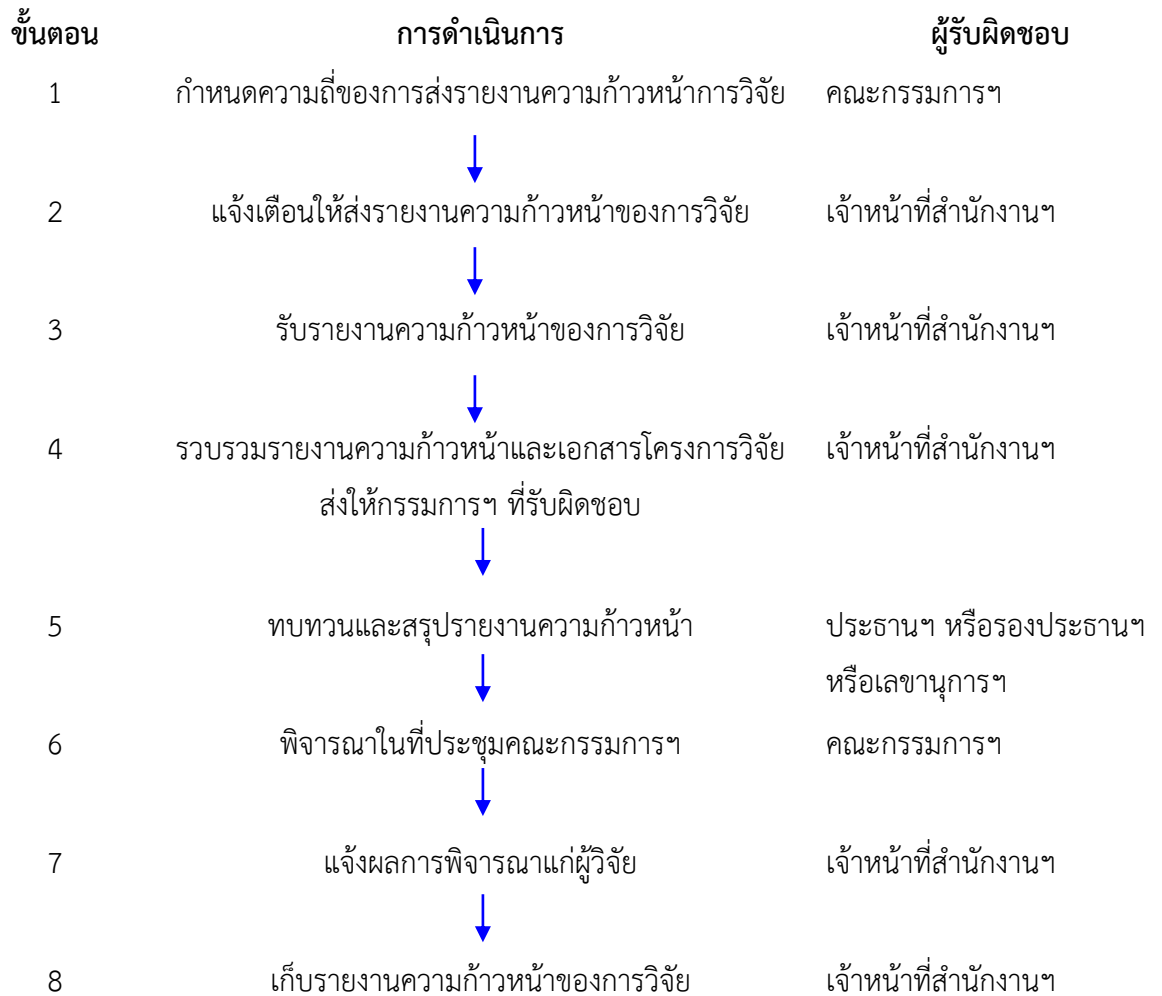 ขั้นตอน การดำเนินการ ผู้รับผิดชอบ
1 กำหนดความถี่ของการส่งรายงานความก้าวหน้าการวิจัย คณะกรรมการฯ
2 แจ้งเตือนให้ส่งรายงานความก้าวหน้าของการวิจัย เจ้าหน้าที่สำนักงานฯ
3 รับรายงานความก้าวหน้าของการวิจัย เจ้าหน้าที่สำนักงานฯ
4 รวบรวมรายงานความก้าวหน้าและเอกสารโครงการวิจัย เจ้าหน้าที่สำนักงานฯ
ส่งให้กรรมการฯ ที่รับผิดชอบ
5 ทบทวนและสรุปรายงานความก้าวหน้า ประธานฯ หรือรองประธานฯ
หรือเลขานุการฯ
6 พิจารณาในที่ประชุมคณะกรรมการฯ คณะกรรมการฯ
7 แจ้งผลการพิจารณาแก่ผู้วิจัย เจ้าหน้าที่สำนักงานฯ
8 เก็บรายงานความก้าวหน้าของการวิจัย เจ้าหน้าที่สำนักงานฯ